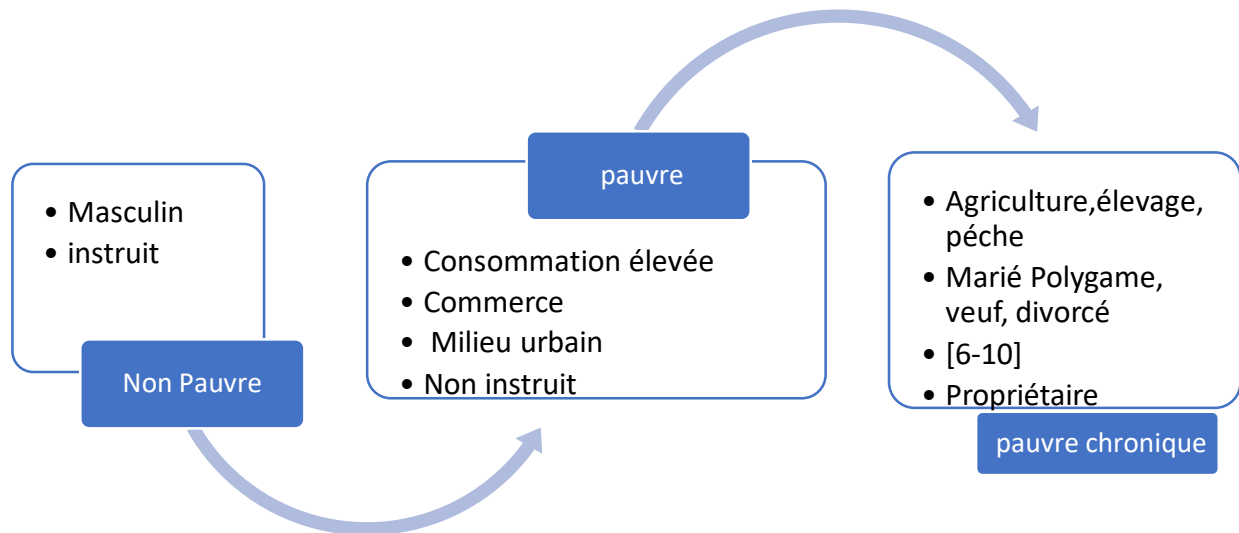 • Masculin
• instruit
Non Pauvre
pauvre
• Consommation élevée
• Commerce
• Milieu urbain
• Non instruit
• Agriculture,élevage,
péche
• Marié Polygame,
veuf, divorcé
• [6-10]
• Propriétaire
pauvre chronique